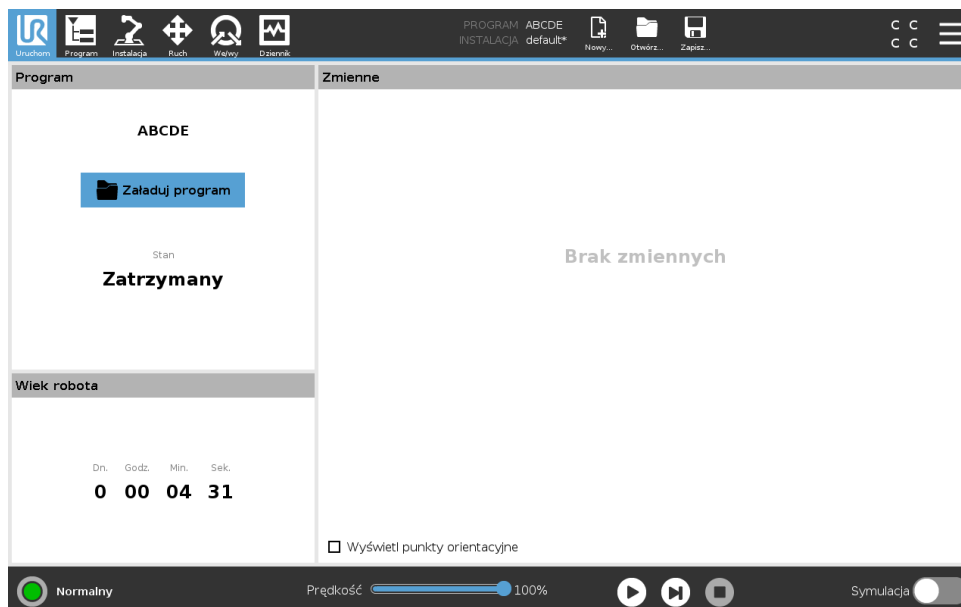 UR
Uruchom Program Instalacja Ruch We/wy Dziennik
PROGRAM ABCDE
INSTALACJA default*
Nowy... Otwórz... Zapisz...
C C
C C
Program
ABCDE
Załaduj program
Stan
Zatrzymany
Wiek robota
Dn. Godz. Min. Sek.
0 00 04 31
Zmienne
Brak zmiennych
Wyświetl punkty orientacyjne
Normalny
Prędkość 100%
Symulacja